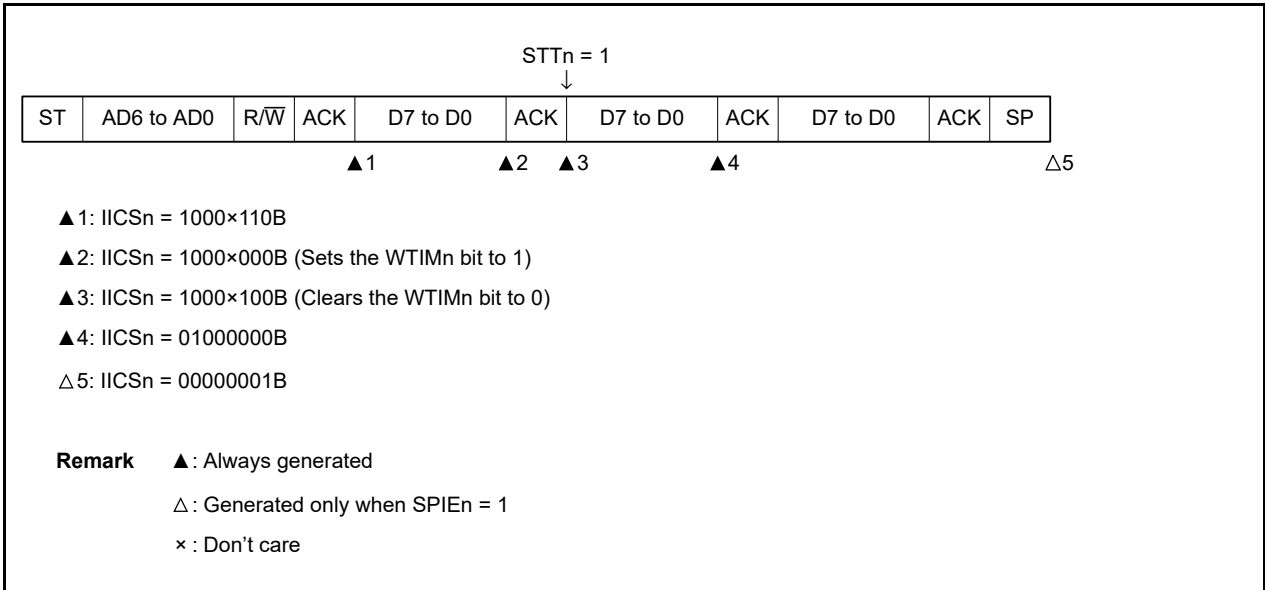 STTn = 1
↓
ST AD6 to AD0 R/W̅ ACK D7 to D0 ACK D7 to D0 ACK D7 to D0 ACK SP
▲1 ▲2 ▲3 ▲4 △5
▲1: IICSn = 1000×110B
▲2: IICSn = 1000×000B (Sets the WTIMn bit to 1)
▲3: IICSn = 1000×100B (Clears the WTIMn bit to 0)
▲4: IICSn = 01000000B
△5: IICSn = 00000001B
Remark ▲: Always generated
△: Generated only when SPIEn = 1
×: Don't care